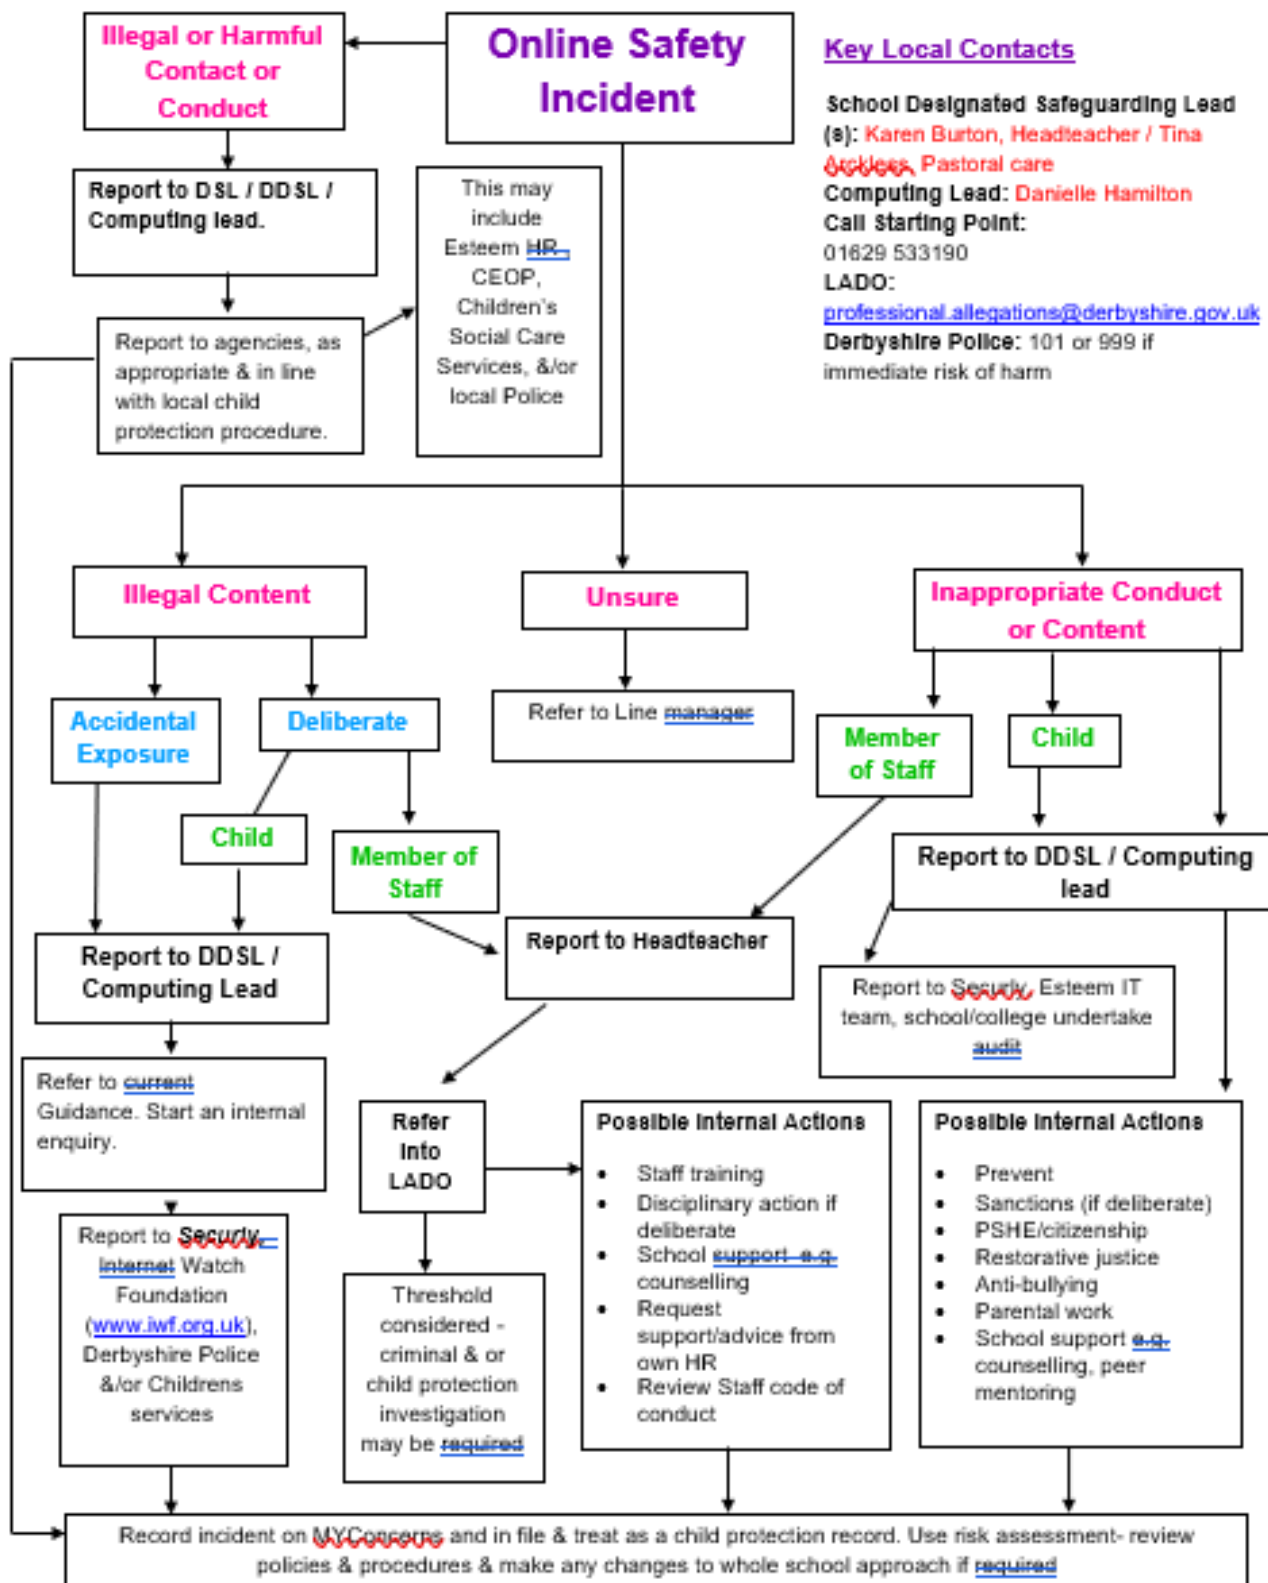 Illegal or Harmful
Contact or
Conduct
Online Safety
Incident
Key Local Contacts
School Designated Safeguarding Lead
(s): Karen Burton, Headteacher / Tina
Arckless, Pastoral care
Computing Lead: Danielle Hamilton
Call Starting Point:
01629 533190
LADO:
professional.allegations@derbyshire.gov.uk
Derbyshire Police: 101 or 999 if
immediate risk of harm
Report to DSL / DDSL /
Computing lead.
This may
include
Esteem HR ,
CEOP,
Children's
Social Care
Services, &/or
local Police
Report to agencies, as
appropriate & in line
with local child
protection procedure.
Illegal Content
Unsure
Inappropriate Conduct
or Content
Accidental
Exposure
Deliberate
Refer to Line manager
Member
of Staff
Child
Child
Member of
Staff
Report to DDSL / Computing
lead
Report to DDSL /
Computing Lead
Report to Headteacher
Report to Securly, Esteem IT
team, school/college undertake
audit
Refer to current
Guidance. Start an internal
enquiry.
Refer
Into
LADO
Possible Internal Actions
• Staff training
• Disciplinary action if
deliberate
• School support e.g.
counselling
• Request
support/advice from
own HR
• Review Staff code of
conduct
Possible Internal Actions
• Prevent
• Sanctions (if deliberate)
• PSHE/citizenship
• Restorative justice
• Anti-bullying
• Parental work
• School support e.g.
counselling, peer
mentoring
Report to Securly,
Internet Watch
Foundation
(www.iwf.org.uk),
Derbyshire Police
&/or Childrens
services
Threshold
considered -
criminal & or
child protection
investigation
may be required
Record incident on MYConcerns and in file & treat as a child protection record. Use risk assessment- review
policies & procedures & make any changes to whole school approach if required